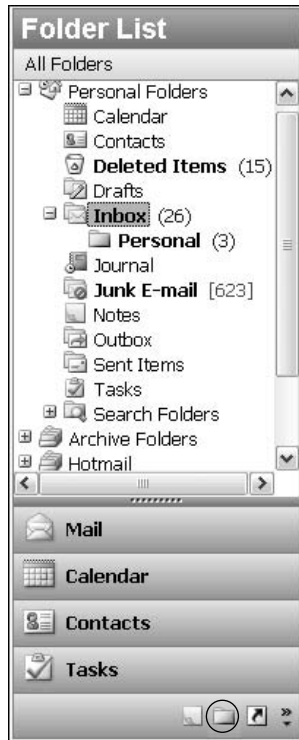 Folder List
All Folders
Personal Folders
Calendar
Contacts
Deleted Items (15)
Drafts
Inbox (26)
Personal (3)
Journal
Junk E-mail [623]
Notes
Outbox
Sent Items
Tasks
Search Folders
Archive Folders
Hotmail
Mail
Calendar
Contacts
Tasks